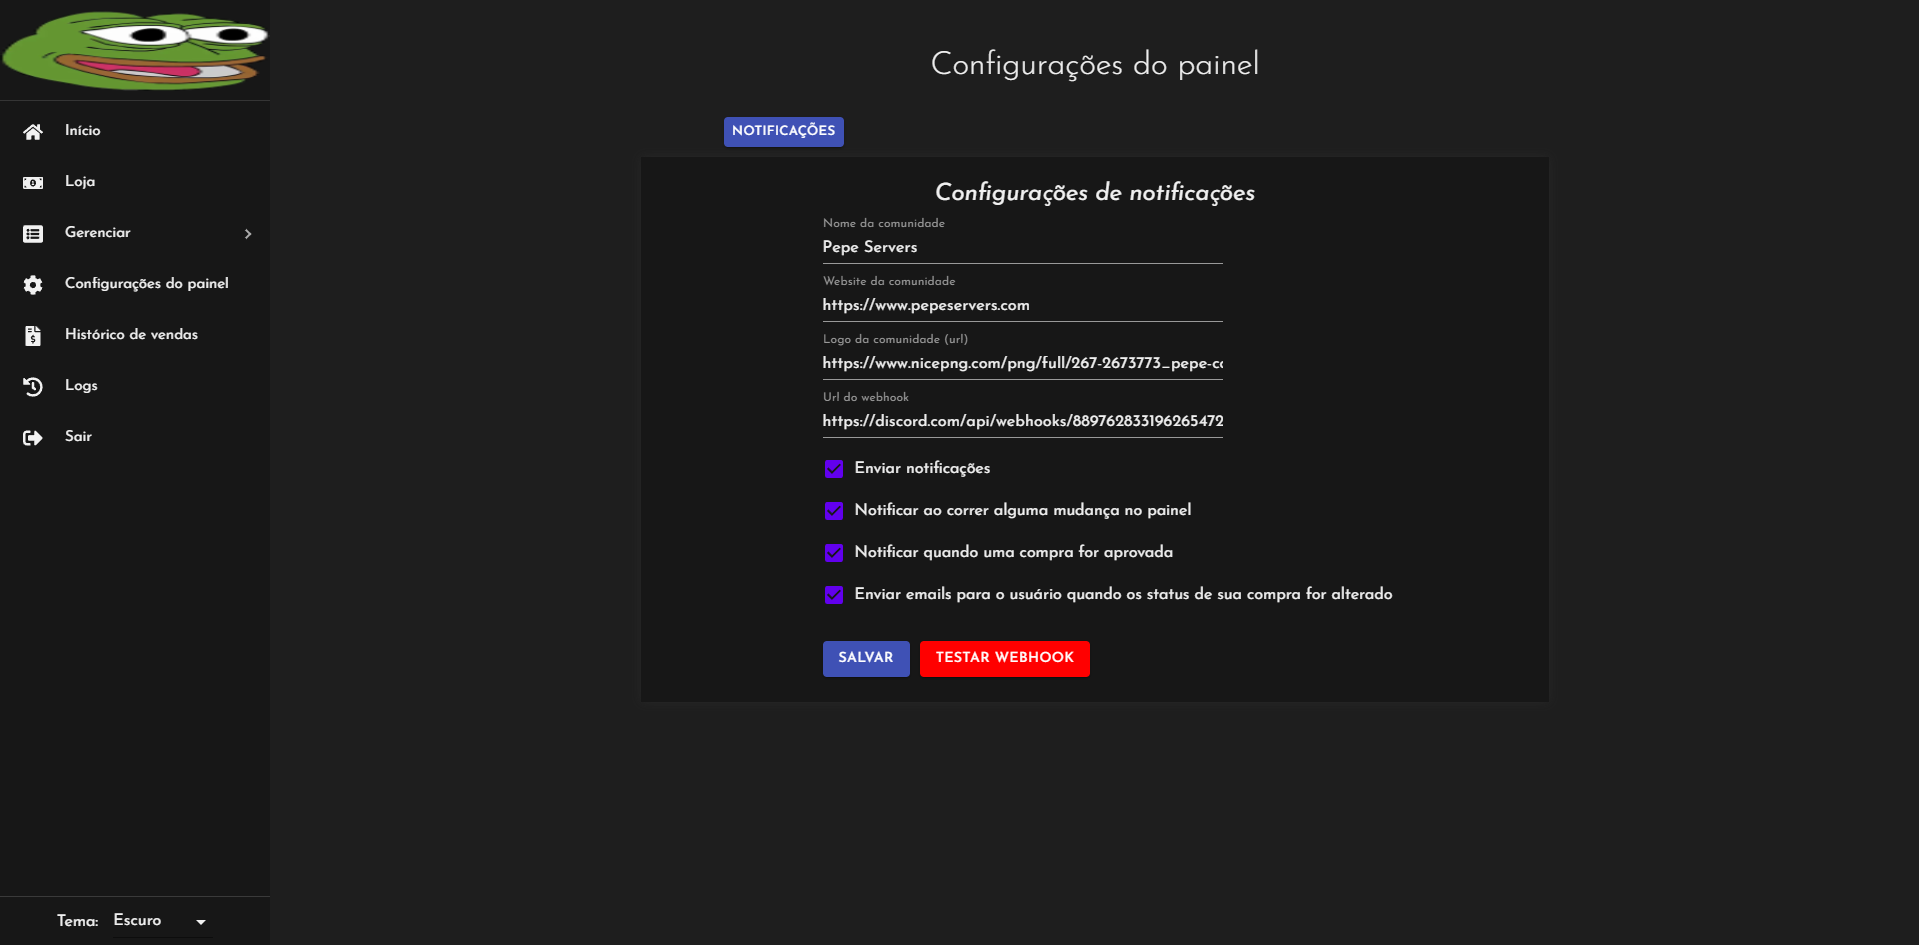 Início
Loja
Gerenciar
Configurações do painel
Histórico de vendas
Logs
Sair
Tema: Escuro
Configurações do painel
NOTIFICAÇÕES
Configurações de notificações
Nome da comunidade
Pepe Servers
Website da comunidade
https://www.pepeservers.com
Logo da comunidade (url)
https://www.nicepng.com/png/full/267-2673773_pepe-co
Url do webhook
https://discord.com/api/webhooks/889762833196265472
Enviar notificações
Notificar ao correr alguma mudança no painel
Notificar quando uma compra for aprovada
Enviar emails para o usuário quando os status de sua compra for alterado
SALVAR
TESTAR WEBHOOK